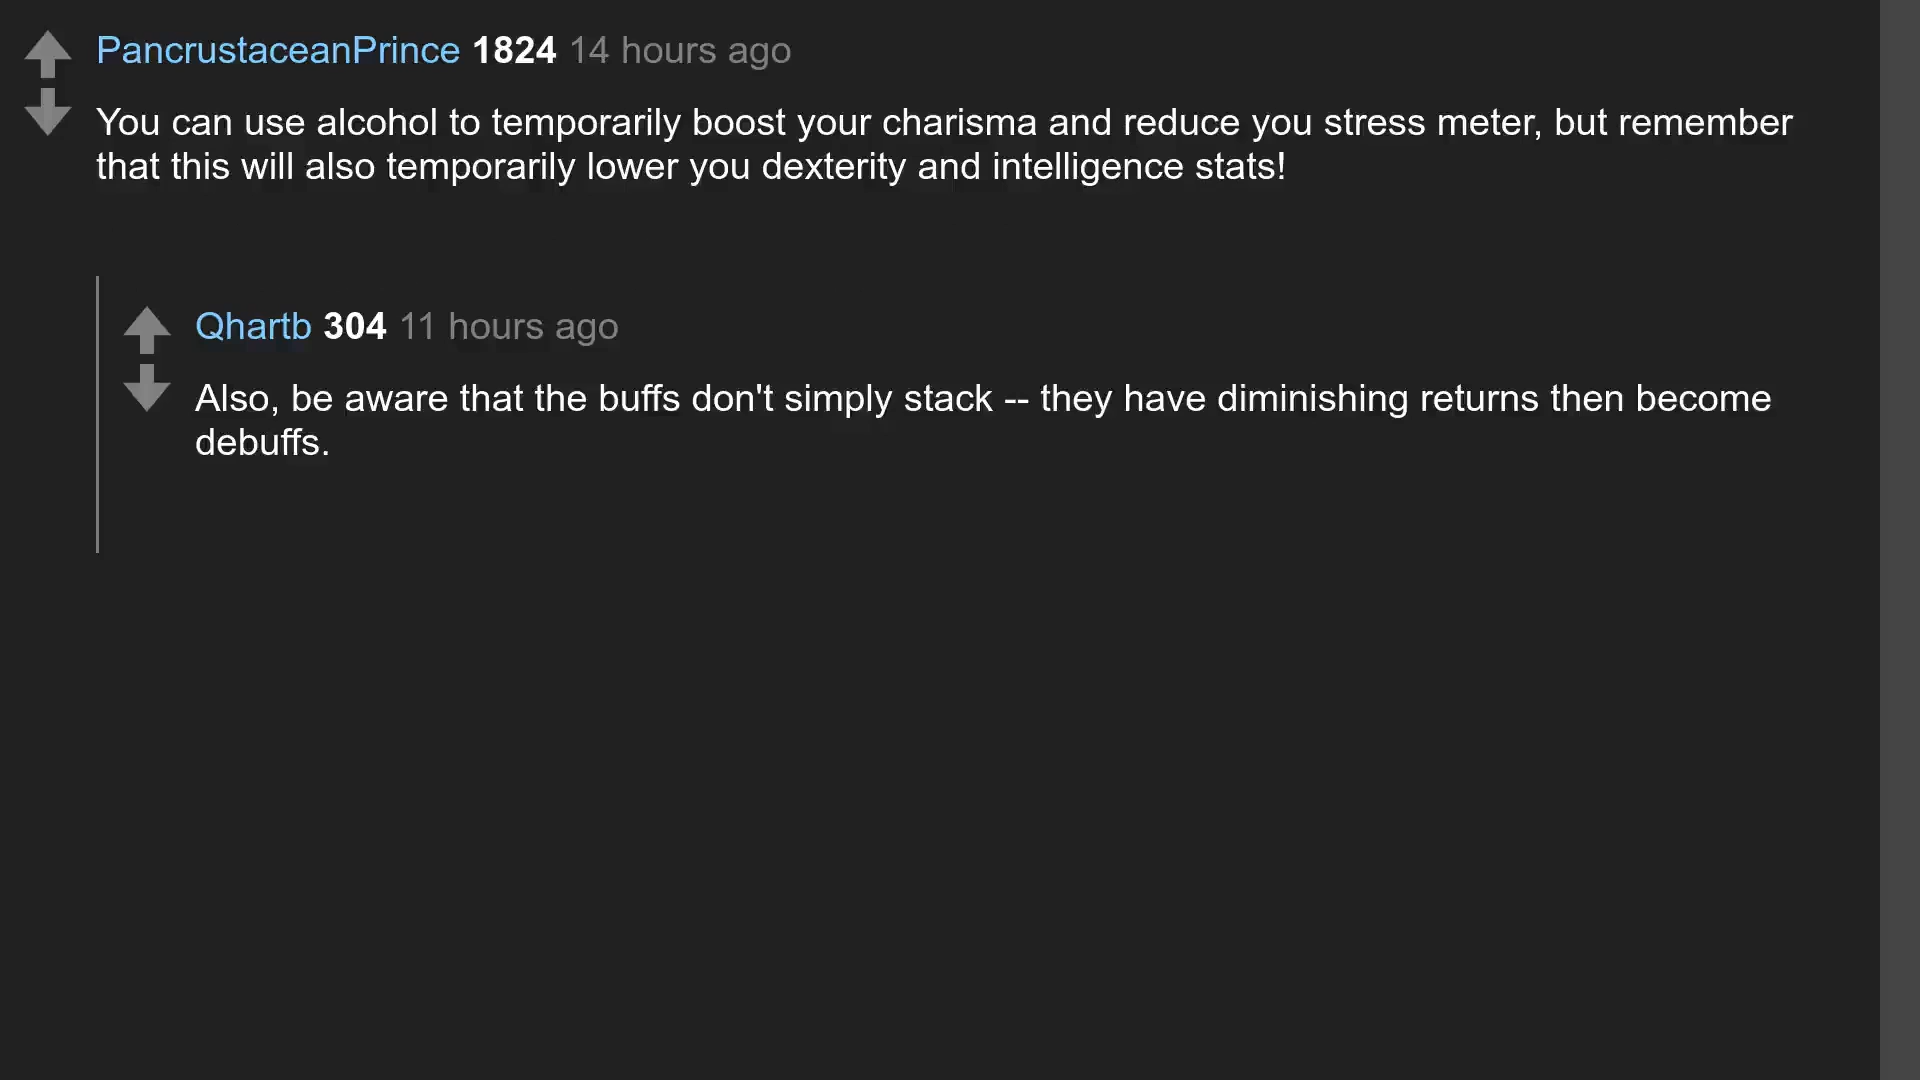 PancrustaceanPrince 1824 14 hours ago
You can use alcohol to temporarily boost your charisma and reduce you stress meter, but remember
that this will also temporarily lower you dexterity and intelligence stats!
Qhartb 304 11 hours ago
Also, be aware that the buffs don't simply stack -- they have diminishing returns then become
debuffs.